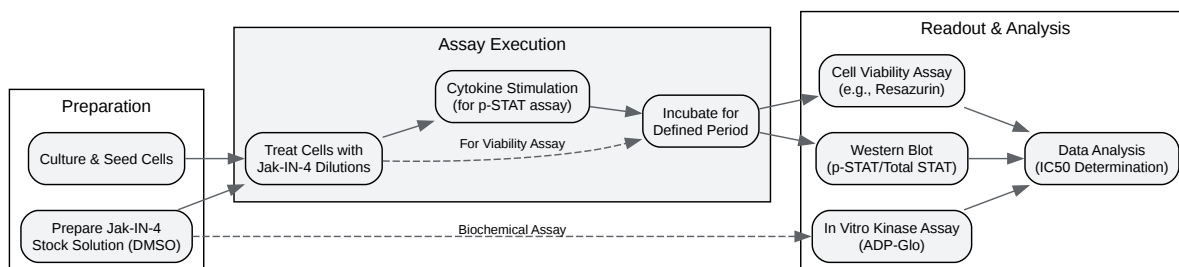 Preparation
Culture & Seed Cells
Prepare Jak-IN-4
Stock Solution (DMSO)
Assay Execution
Treat Cells with
Jak-IN-4 Dilutions
Cytokine Stimulation
(for p-STAT assay)
For Viability Assay
Incubate for
Defined Period
Biochemical Assay
Readout & Analysis
Cell Viability Assay
(e.g., Resazurin)
Western Blot
(p-STAT/Total STAT)
In Vitro Kinase Assay
(ADP-Glo)
Data Analysis
(IC50 Determination)